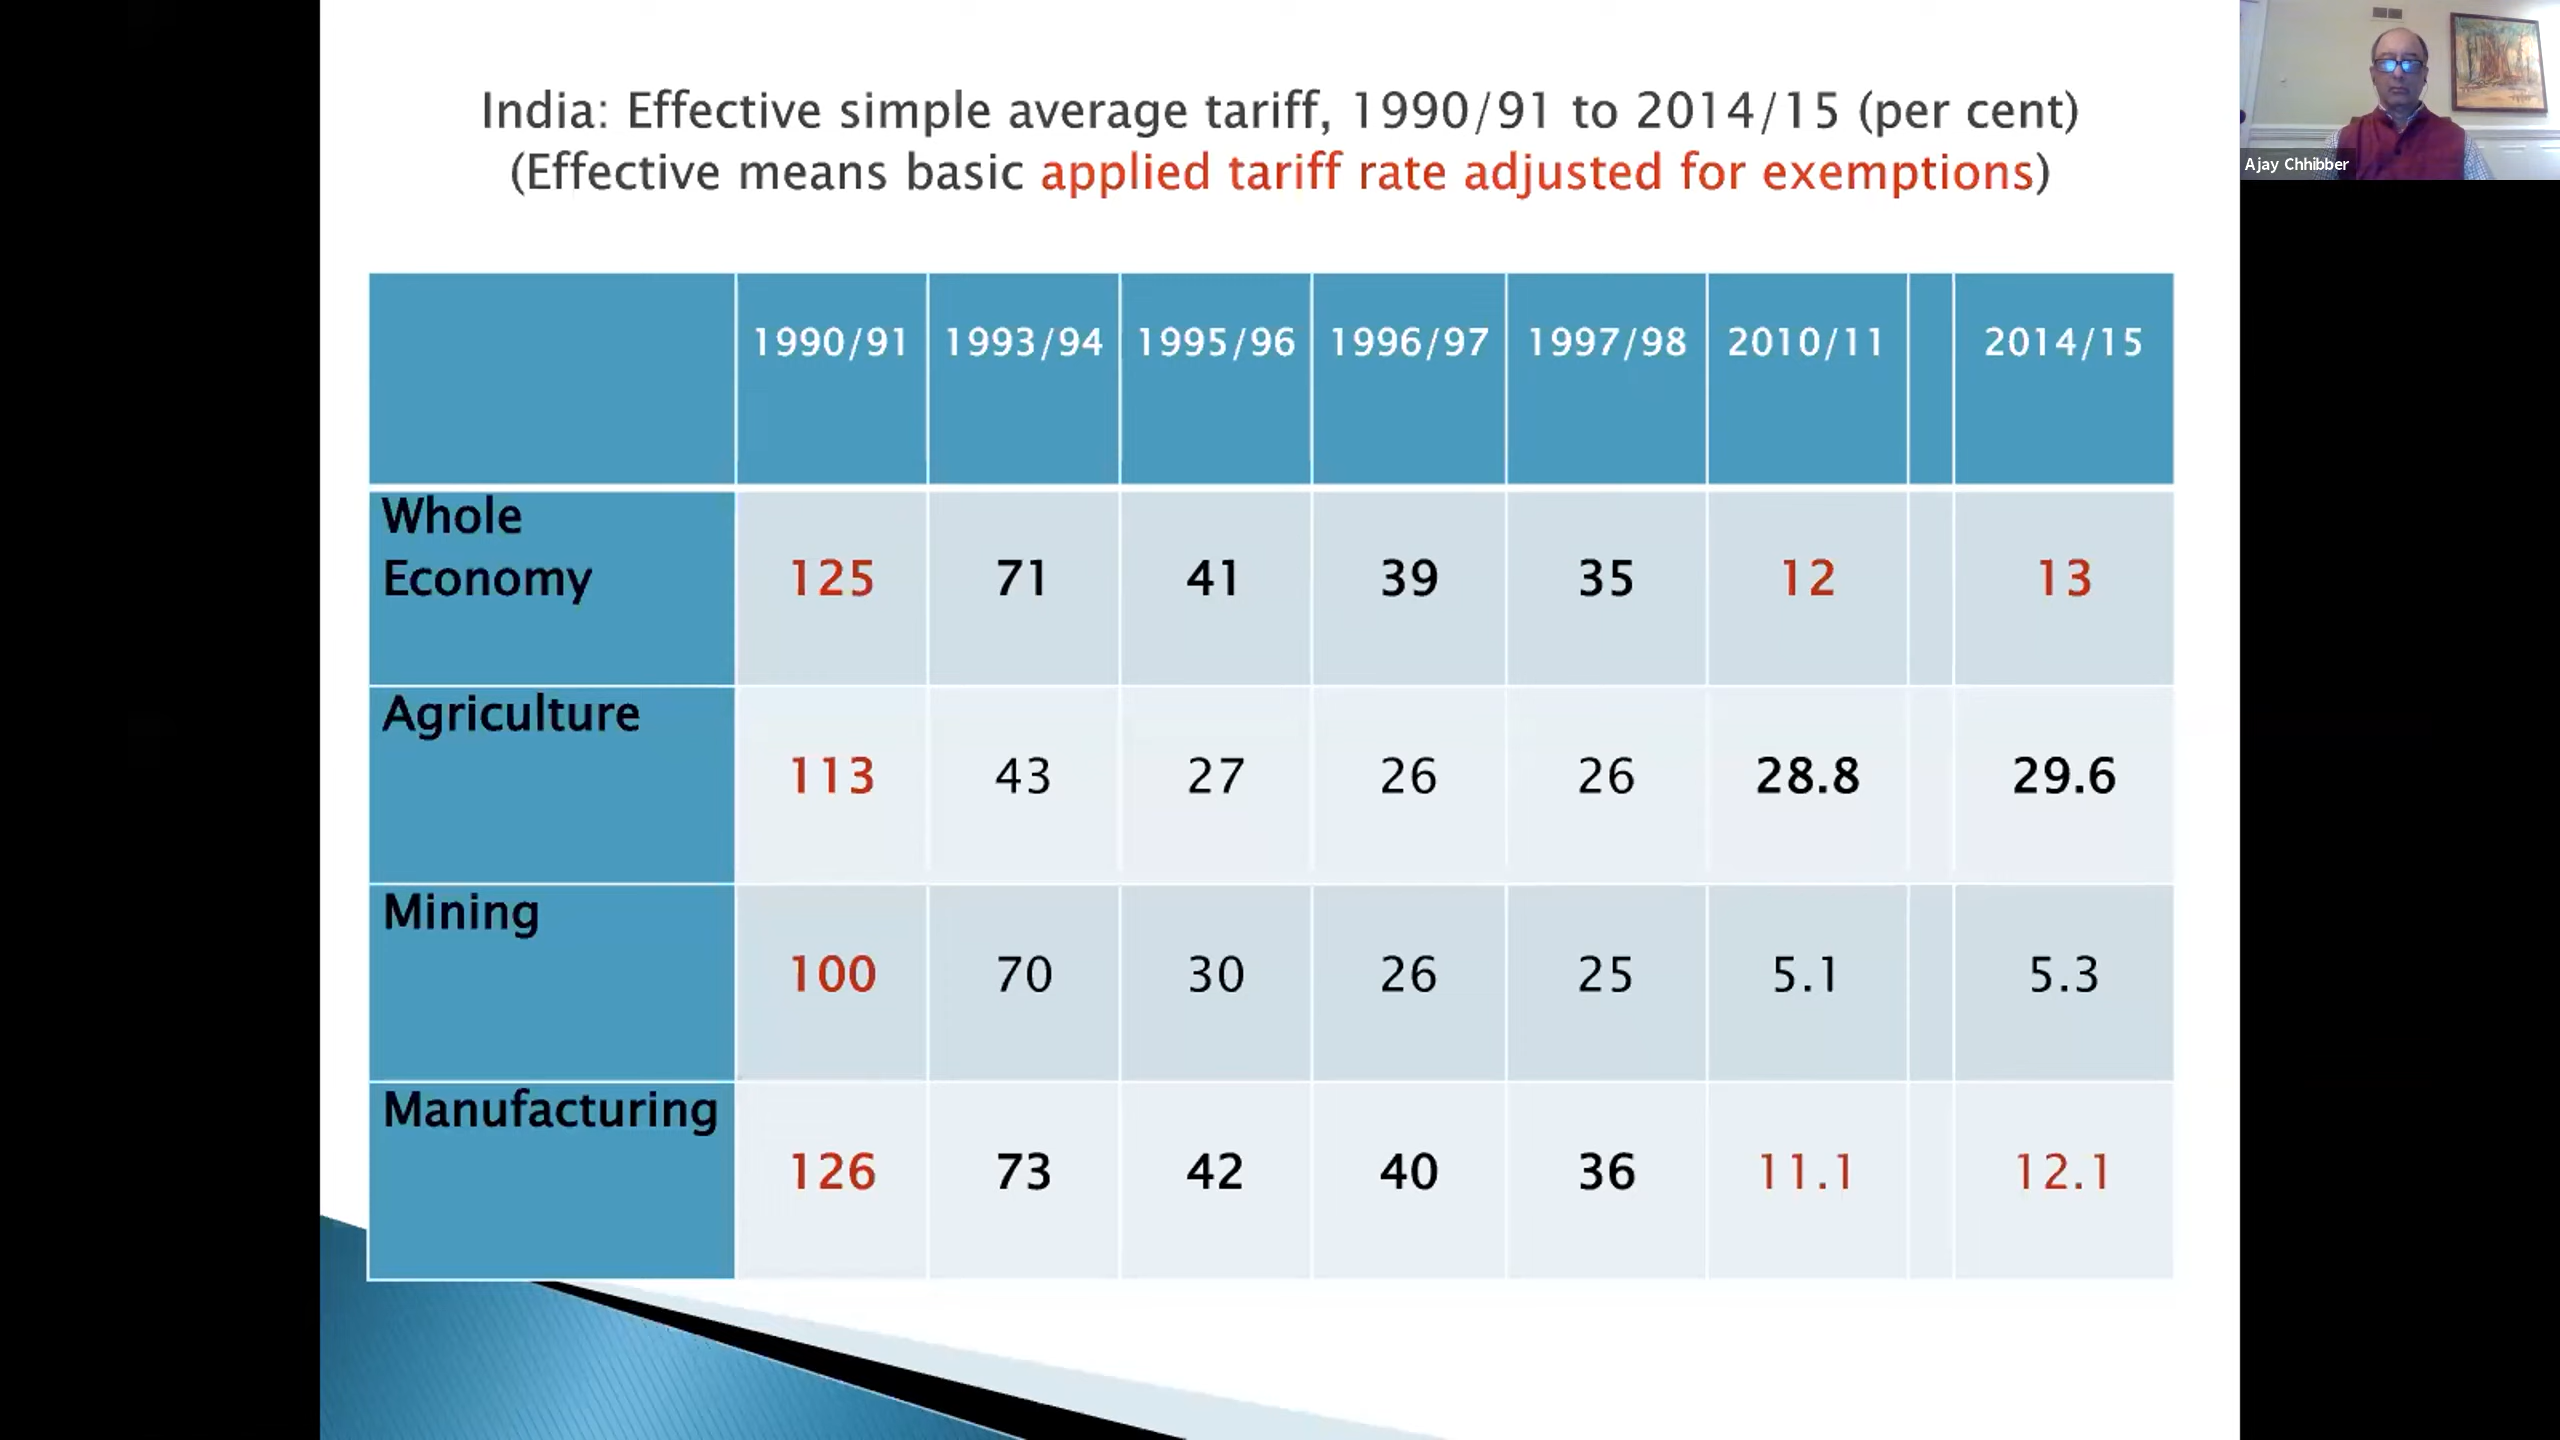 India: Effective simple average tariff, 1990/91 to 2014/15 (per cent)
(Effective means basic applied tariff rate adjusted for exemptions)
Ajay Chhibber
1990/91 1993/94 1995/96 1996/97 1997/98 2010/11 2014/15
Whole
Economy 125 71 41 39 35 12 13
Agriculture
113 43 27 26 26 28.8 29.6
Mining
100 70 30 26 25 5.1 5.3
Manufacturing
126 73 42 40 36 11.1 12.1